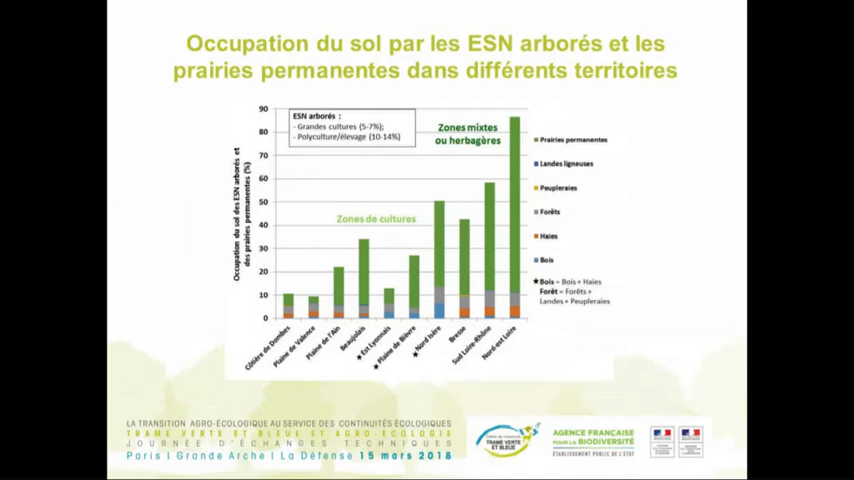 Occupation du sol par les ESN arborés et les
prairies permanentes dans différents territoires
Occupation du sol des ESN arborés et
des prairies permanentes (%)
90
80
70
60
50
40
30
20
10
0
ESN arborés :
- Grandes cultures (5-7%);
- Polyculture/élevage (10-14%)
Zones de cultures
Zones mixtes
ou herbagères
Côtière de Dombes
Plaine de Valence
Plaine de l'Ain
Beaujolais
★ Est Lyonnais
★ Plaine de Bièvre
★ Nord Isère
Bresse
Sud Loire-Rhône
Nord-est Loire
Prairies permanentes
Landes ligneuses
Peupleraies
Forêts
Haies
Bois
★Bois = Bois + Haies
Forêt = Forêts +
Landes + Peupleraies
LA TRANSITION AGRO-ÉCOLOGIQUE AU SERVICE DES CONTINUITÉS ÉCOLOGIQUES
TRAME VERTE ET BLEUE ET AGRO-ÉCOLOGIE
JOURNÉE D'ÉCHANGES TECHNIQUES
Paris | Grande Arche | La Défense 15 mars 2018
TRAME VERTE
ET BLEUE
AGENCE FRANÇAISE
POUR LA BIODIVERSITÉ
ÉTABLISSEMENT PUBLIC DE L'ÉTAT